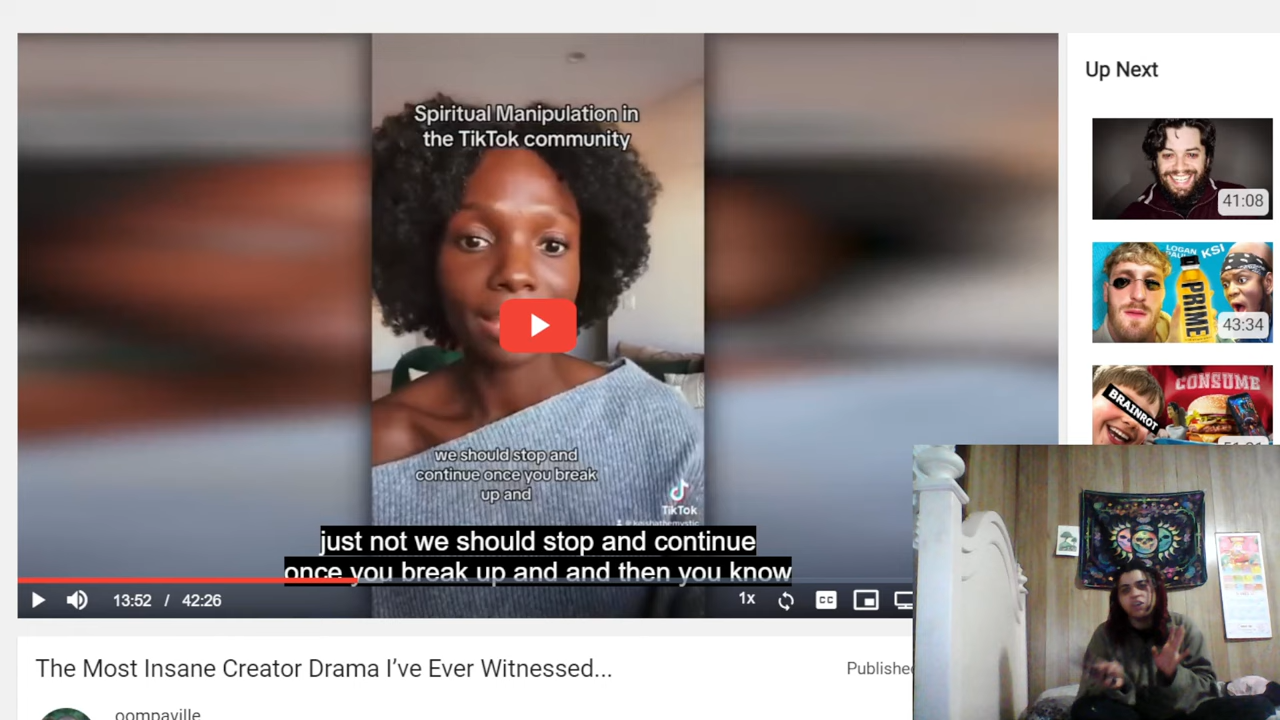 Up Next
Spiritual Manipulation in
the TikTok community
41:08
LOGAN
PAUL
KSI
PRIME
43:34
CONSUME
BRAINROT
we should stop and
continue once you break
up and
TikTok
just not we should stop and continue
once you break up and and then you know
13:52 / 42:26
1x
CC
The Most Insane Creator Drama I’ve Ever Witnessed...
Published
oompaville